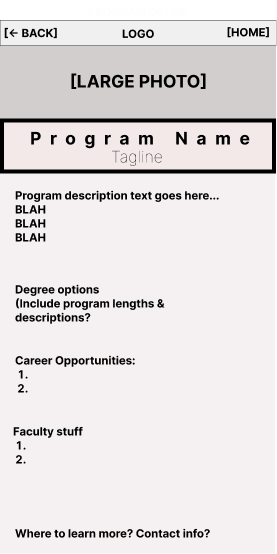 [← BACK] LOGO [HOME]
[LARGE PHOTO]
Program Name
Tagline
Program description text goes here...
BLAH
BLAH
BLAH
Degree options
(Include program lengths &
descriptions?
Career Opportunities:
1.
2.
Faculty stuff
1.
2.
Where to learn more? Contact info?